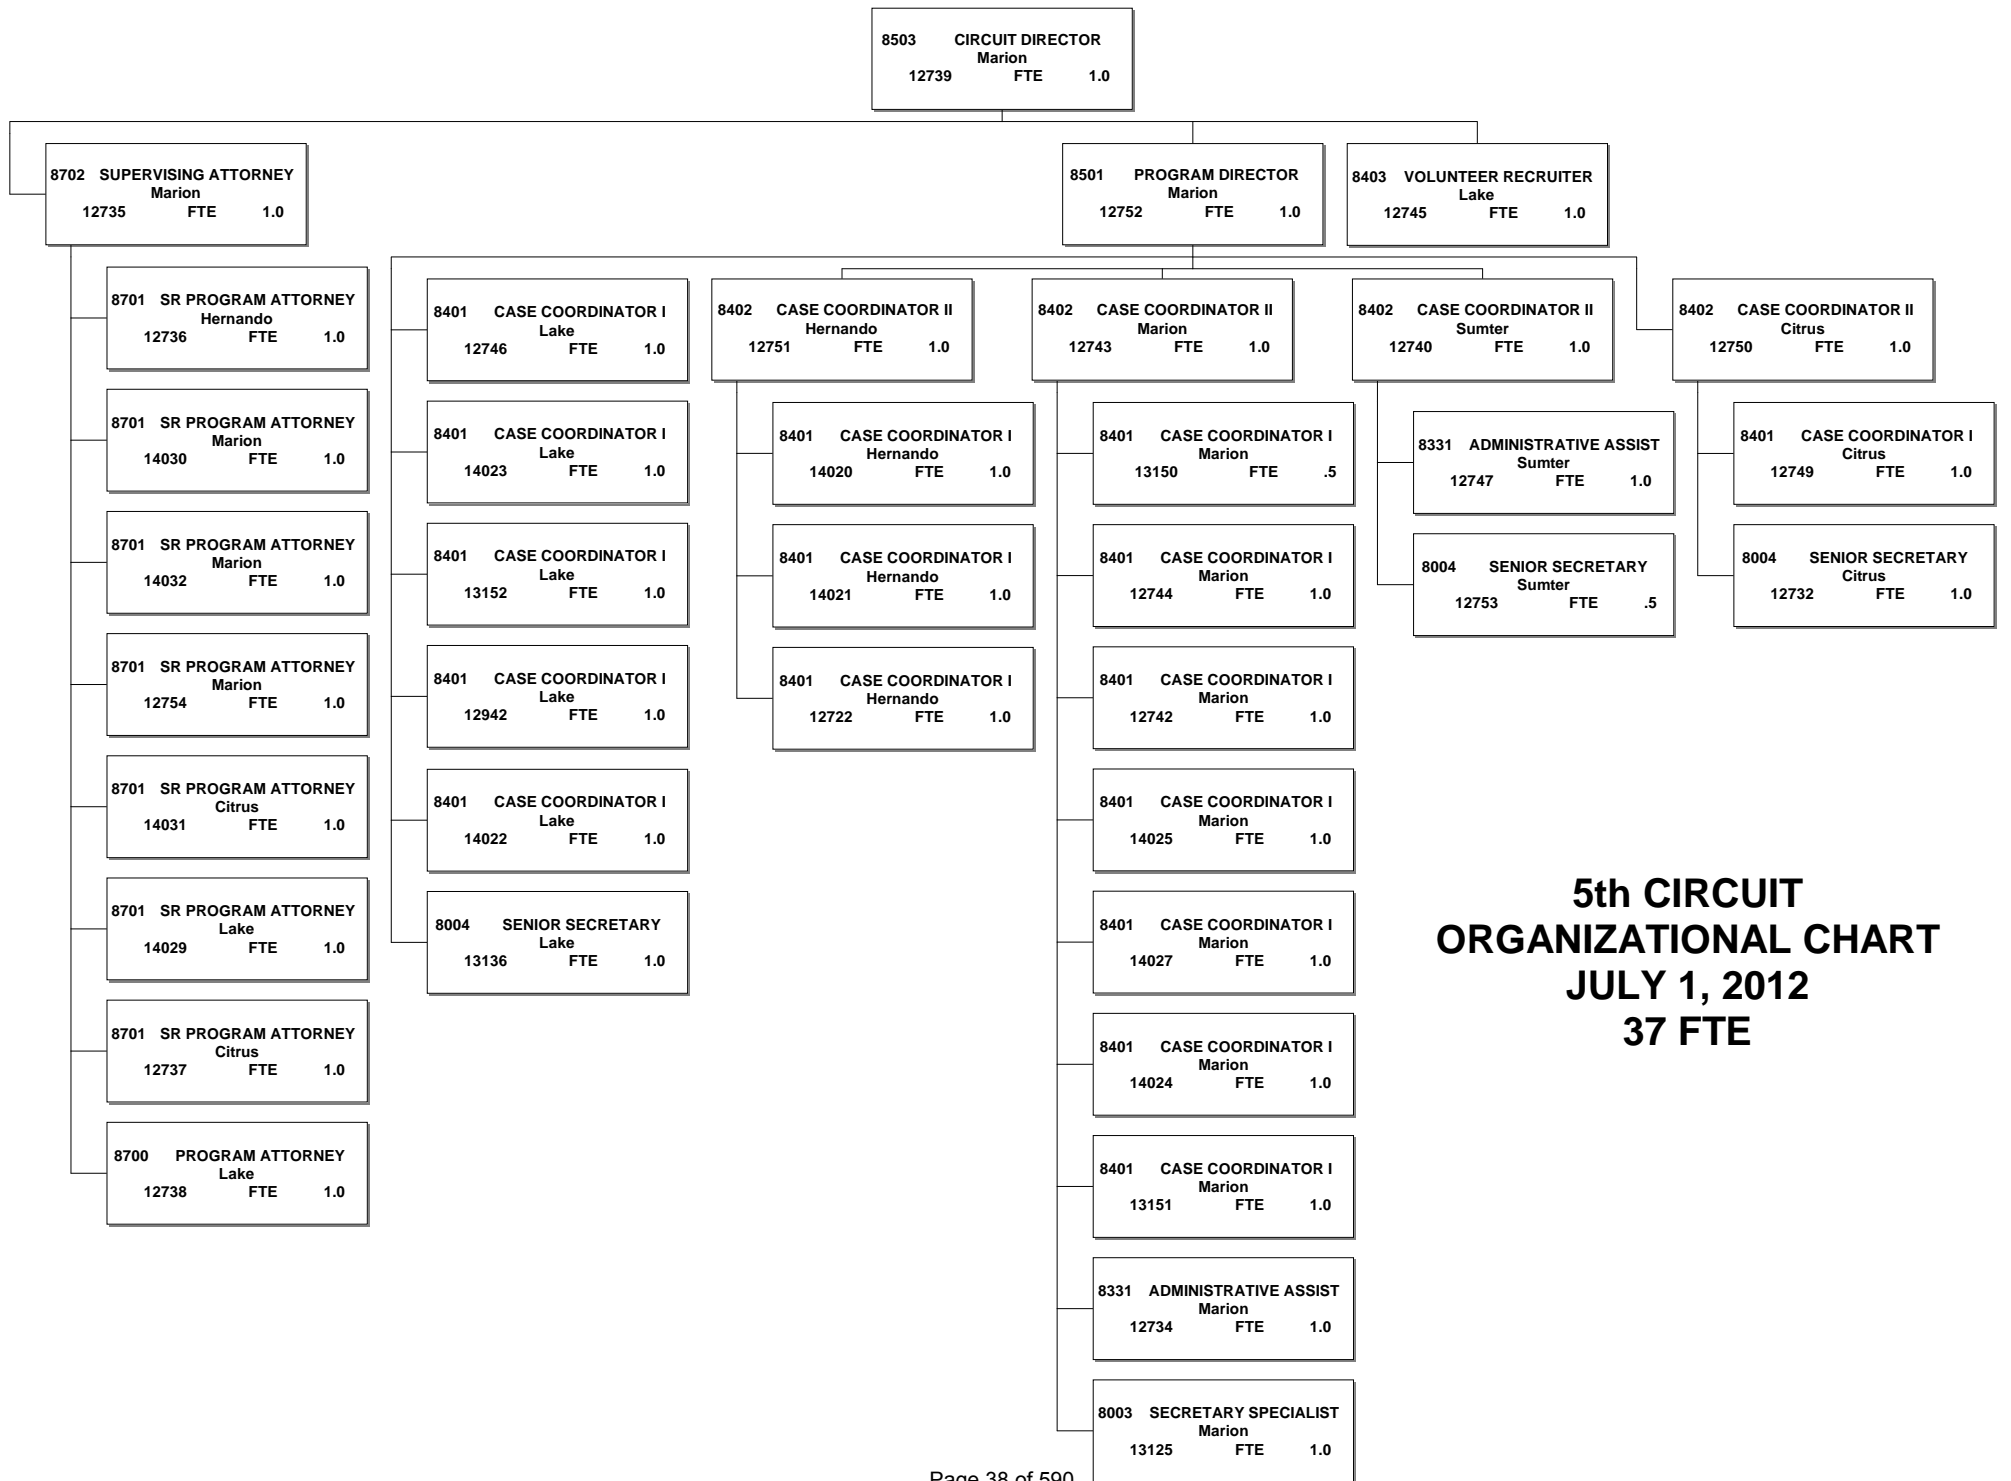 8503 CIRCUIT DIRECTOR
Marion
12739 FTE 1.0
8702 SUPERVISING ATTORNEY
Marion
12735 FTE 1.0
8501 PROGRAM DIRECTOR
Marion
12752 FTE 1.0
8403 VOLUNTEER RECRUITER
Lake
12745 FTE 1.0
8701 SR PROGRAM ATTORNEY
Hernando
12736 FTE 1.0
8701 SR PROGRAM ATTORNEY
Marion
14030 FTE 1.0
8701 SR PROGRAM ATTORNEY
Marion
14032 FTE 1.0
8701 SR PROGRAM ATTORNEY
Marion
12754 FTE 1.0
8701 SR PROGRAM ATTORNEY
Citrus
14031 FTE 1.0
8701 SR PROGRAM ATTORNEY
Lake
14029 FTE 1.0
8701 SR PROGRAM ATTORNEY
Citrus
12737 FTE 1.0
8700 PROGRAM ATTORNEY
Lake
12738 FTE 1.0
8401 CASE COORDINATOR I
Lake
12746 FTE 1.0
8401 CASE COORDINATOR I
Lake
14023 FTE 1.0
8401 CASE COORDINATOR I
Lake
13152 FTE 1.0
8401 CASE COORDINATOR I
Lake
12942 FTE 1.0
8401 CASE COORDINATOR I
Lake
14022 FTE 1.0
8004 SENIOR SECRETARY
Lake
13136 FTE 1.0
8402 CASE COORDINATOR II
Hernando
12751 FTE 1.0
8401 CASE COORDINATOR I
Hernando
14020 FTE 1.0
8401 CASE COORDINATOR I
Hernando
14021 FTE 1.0
8401 CASE COORDINATOR I
Hernando
12722 FTE 1.0
8402 CASE COORDINATOR II
Marion
12743 FTE 1.0
8401 CASE COORDINATOR I
Marion
13150 FTE .5
8401 CASE COORDINATOR I
Marion
12744 FTE 1.0
8401 CASE COORDINATOR I
Marion
12742 FTE 1.0
8401 CASE COORDINATOR I
Marion
14025 FTE 1.0
8401 CASE COORDINATOR I
Marion
14027 FTE 1.0
8401 CASE COORDINATOR I
Marion
14024 FTE 1.0
8401 CASE COORDINATOR I
Marion
13151 FTE 1.0
8331 ADMINISTRATIVE ASSIST
Marion
12734 FTE 1.0
8003 SECRETARY SPECIALIST
Marion
13125 FTE 1.0
8402 CASE COORDINATOR II
Sumter
12740 FTE 1.0
8331 ADMINISTRATIVE ASSIST
Sumter
12747 FTE 1.0
8004 SENIOR SECRETARY
Sumter
12753 FTE .5
8402 CASE COORDINATOR II
Citrus
12750 FTE 1.0
8401 CASE COORDINATOR I
Citrus
12749 FTE 1.0
8004 SENIOR SECRETARY
Citrus
12732 FTE 1.0
5th CIRCUIT
ORGANIZATIONAL CHART
JULY 1, 2012
37 FTE
Page 38 of 590